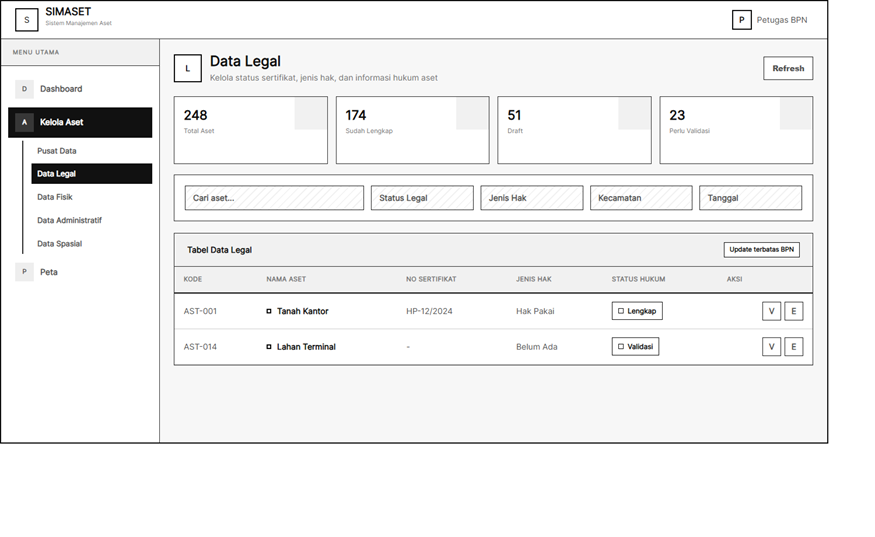 S
SIMASET
Sistem Manajemen Aset
P
Petugas BPN
MENU UTAMA
D
Dashboard
A
Kelola Aset
Pusat Data
Data Legal
Data Fisik
Data Administratif
Data Spasial
P
Peta
L
Data Legal
Kelola status sertifikat, jenis hak, dan informasi hukum aset
Refresh
248
Total Aset
174
Sudah Lengkap
51
Draft
23
Perlu Validasi
Cari aset...
Status Legal
Jenis Hak
Kecamatan
Tanggal
Tabel Data Legal
Update terbatas BPN
KODE NAMA ASET NO SERTIFIKAT JENIS HAK STATUS HUKUM AKSI
AST-001 Tanah Kantor HP-12/2024 Hak Pakai Lengkap V E
AST-014 Lahan Terminal - Belum Ada Validasi V E